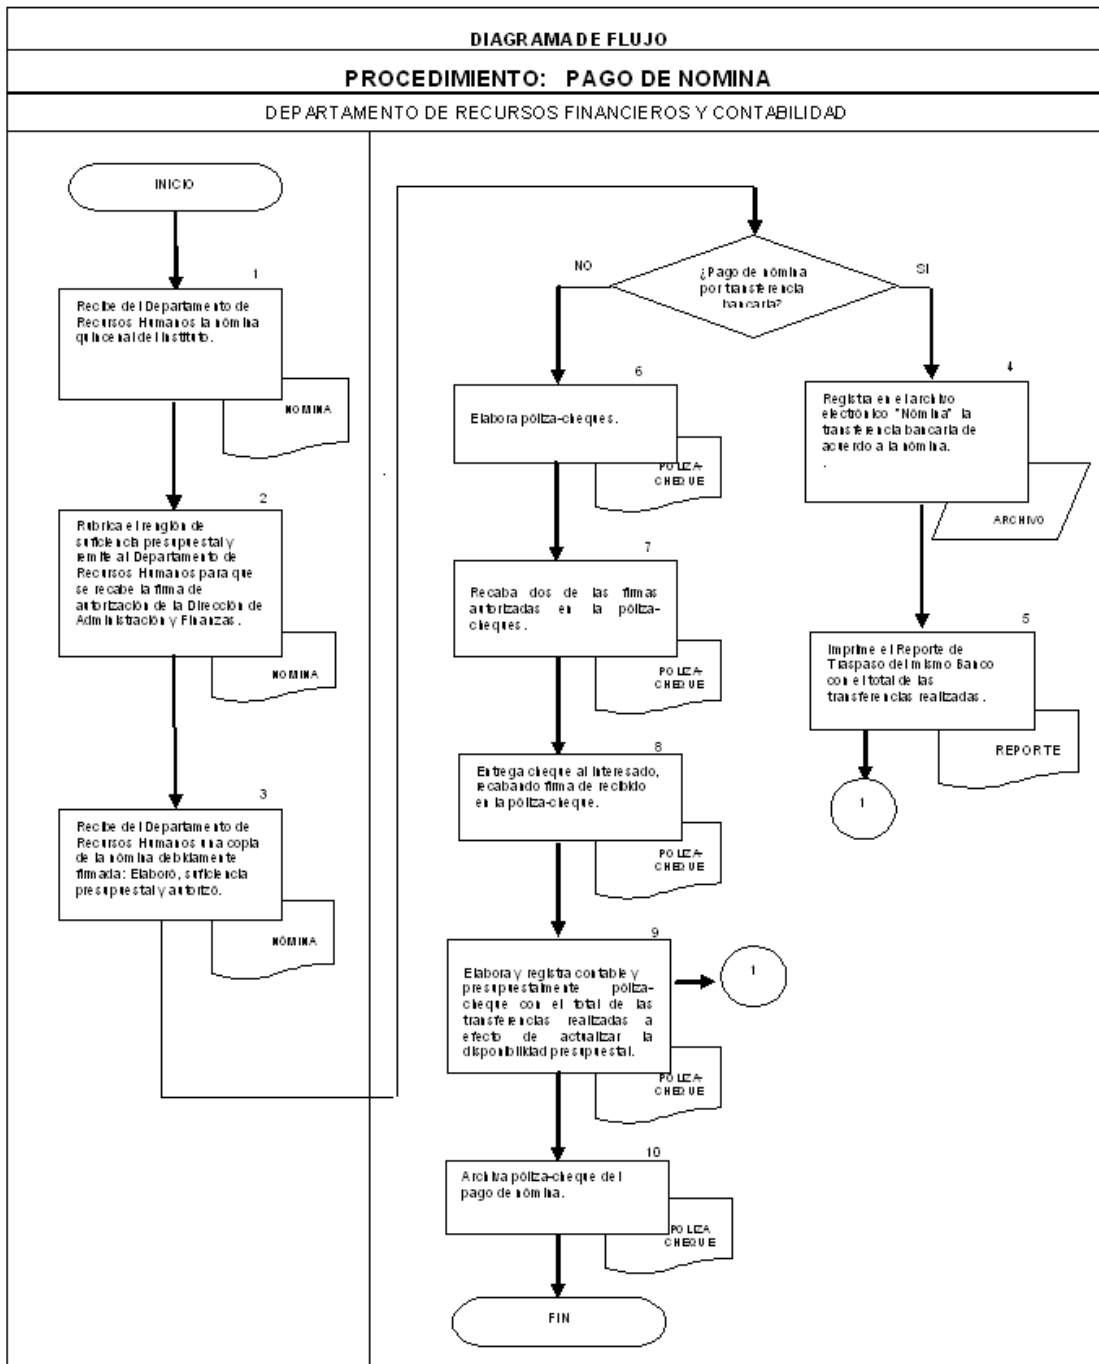 DIAGRAMA DE FLUJO
PROCEDIMIENTO: PAGO DE NOMINA
DEPARTAMENTO DE RECURSOS FINANCIEROS Y CONTABILIDAD
INICIO
1
Recibe del Departamento de
Recursos Humanos la nómina
quincenal del Instituto.
NOMINA
2
Rubrica el renglón de
suficiencia presupuestal y
remite al Departamento de
Recursos Humanos para que
se recabe la firma de
autorización de la Dirección de
Administración y Finanzas.
NOMINA
3
Recibe del Departamento de
Recursos Humanos una copia
de la nómina debidamente
firmada: Elaboró, suficiencia
presupuestal y autorizó.
NÓMINA
¿Pago de nómina
por transferencia
bancaria?
NO
SI
6
Elabora póliza-cheques.
POLIZA-
CHEQUE
7
Recaba dos de las firmas
autorizadas en la póliza-
cheques.
POLIZA-
CHEQUE
8
Entrega cheque al interesado,
recabando firma de recibido
en la póliza-cheque.
POLIZA-
CHEQUE
9
Elabora y registra contable y
presupuestalmente póliza-
cheque con el total de las
transferencias realizadas a
efecto de actualizar la
disponibilidad presupuestal.
1
POLIZA-
CHEQUE
10
Archiva póliza-cheque del
pago de nómina.
POLIZA
CHEQUE
FIN
4
Registra en el archivo
electrónico "Nómina" la
transferencia bancaria de
acuerdo a la nómina.
.
ARCHIVO
5
Imprime el Reporte de
Traspaso del mismo Banco
con el total de las
transferencias realizadas.
REPORTE
1